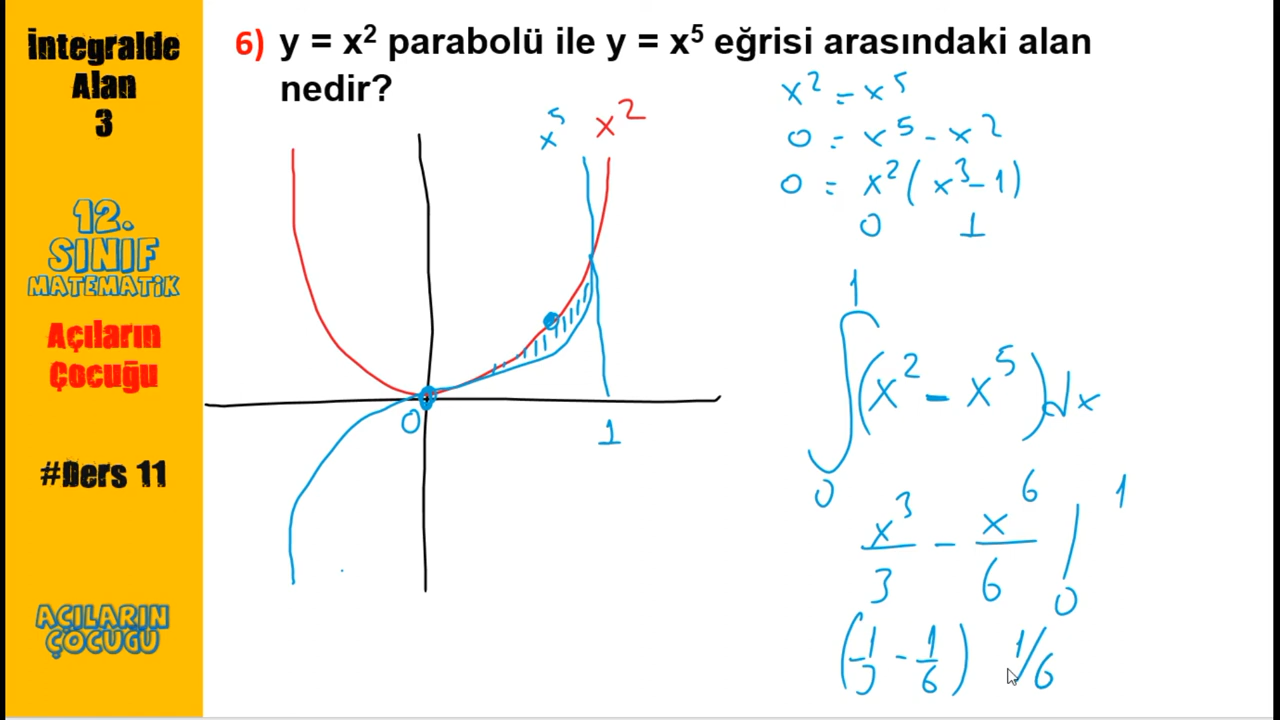 İntegralde
Alan
3
12.
SINIF
MATEMATİK
Açıların
Çocuğu
#Ders 11
AÇILARIN
ÇOCUĞU
6) y = x² parabolü ile y = x⁵ eğrisi arasındaki alan
nedir?
x⁵ x²
0
1
x² = x⁵
0 = x⁵ - x²
0 = x² ( x³ - 1)
0 1
1
∫ (x² - x⁵) dx
0
x³/3 - x⁶/6 | 1
0
(1/3 - 1/6) 1/6